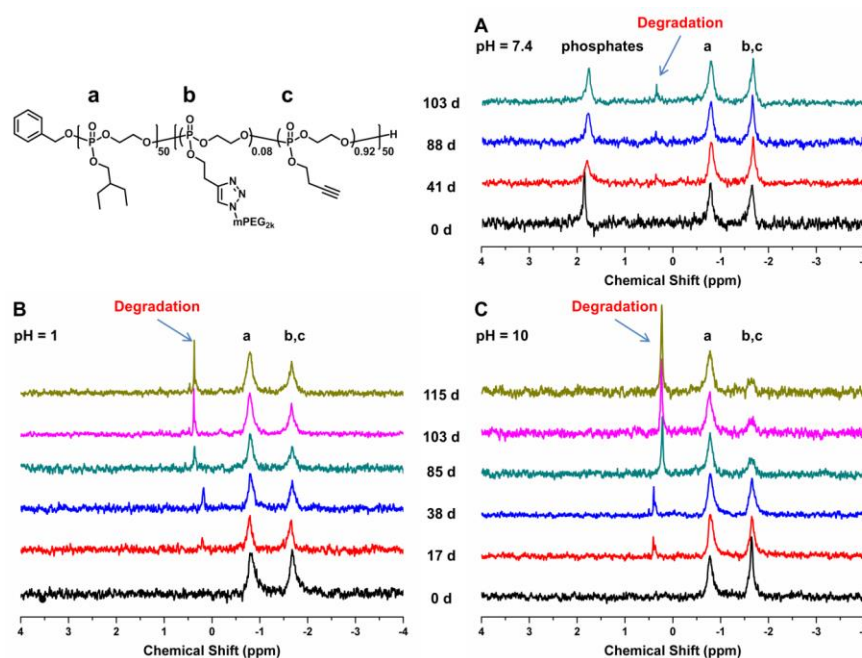 a b c
O O O
O P O O P O O P O H
O 50 O 0.08 O 0.92 50
N N
N
mPEG2k
A
pH = 7.4 phosphates
Degradation
a b,c
103 d
88 d
41 d
0 d
4 3 2 1 0 -1 -2 -3 -4
Chemical Shift (ppm)
B
pH = 1
Degradation
a b,c
115 d
103 d
85 d
38 d
17 d
0 d
4 3 2 1 0 -1 -2 -3 -4
Chemical Shift (ppm)
C
pH = 10
Degradation
a b,c
4 3 2 1 0 -1 -2 -3
Chemical Shift (ppm)